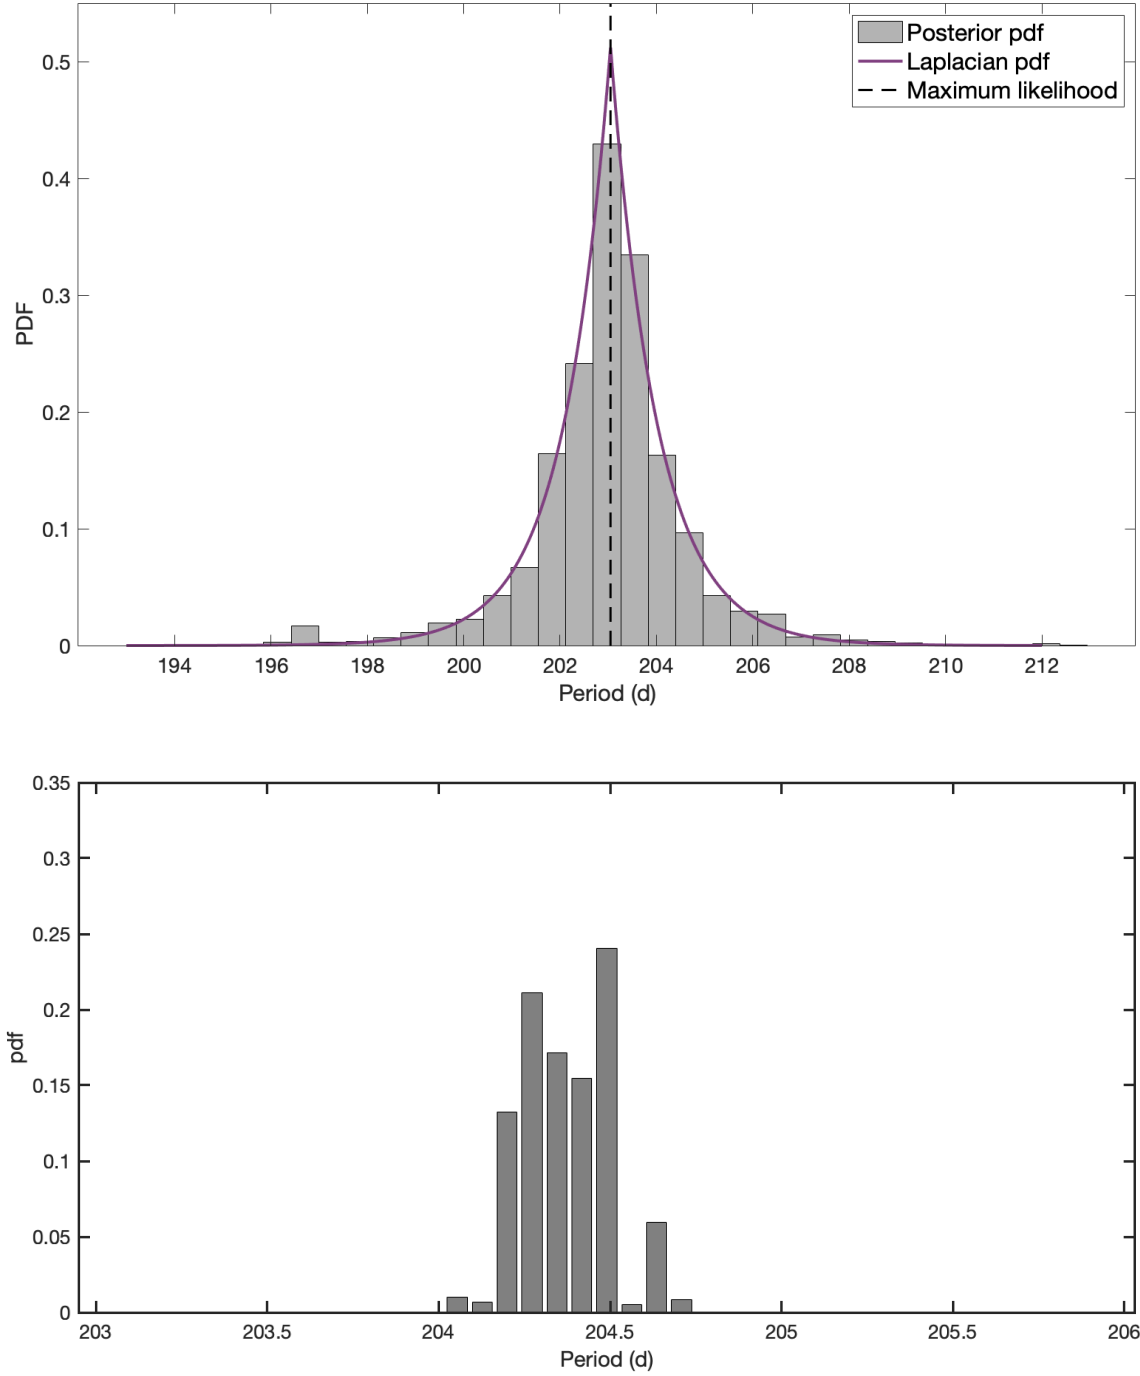 Posterior pdf
Laplacian pdf
Maximum likelihood
0.5
0.4
0.3
0.2
0.1
0
PDF
194 196 198 200 202 204 206 208 210 212
Period (d)
0.35
0.3
0.25
0.2
0.15
0.1
0.05
0
pdf
203 203.5 204 204.5 205 205.5 206
Period (d)